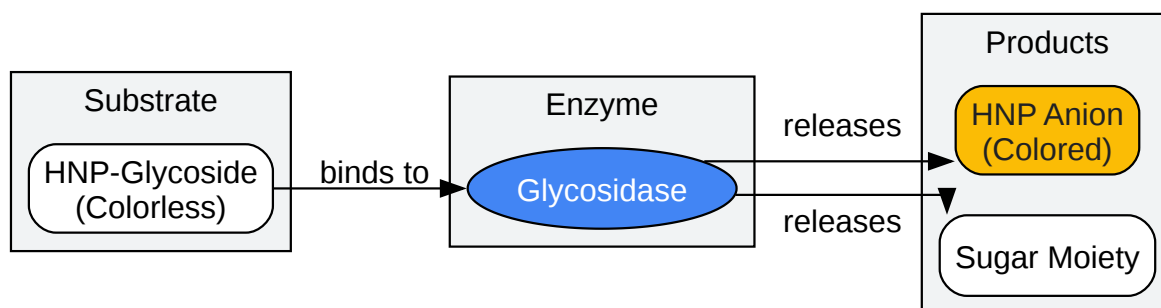 Substrate
HNP-Glycoside
(Colorless)
binds to
Enzyme
Glycosidase
releases
releases
Products
HNP Anion
(Colored)
Sugar Moiety